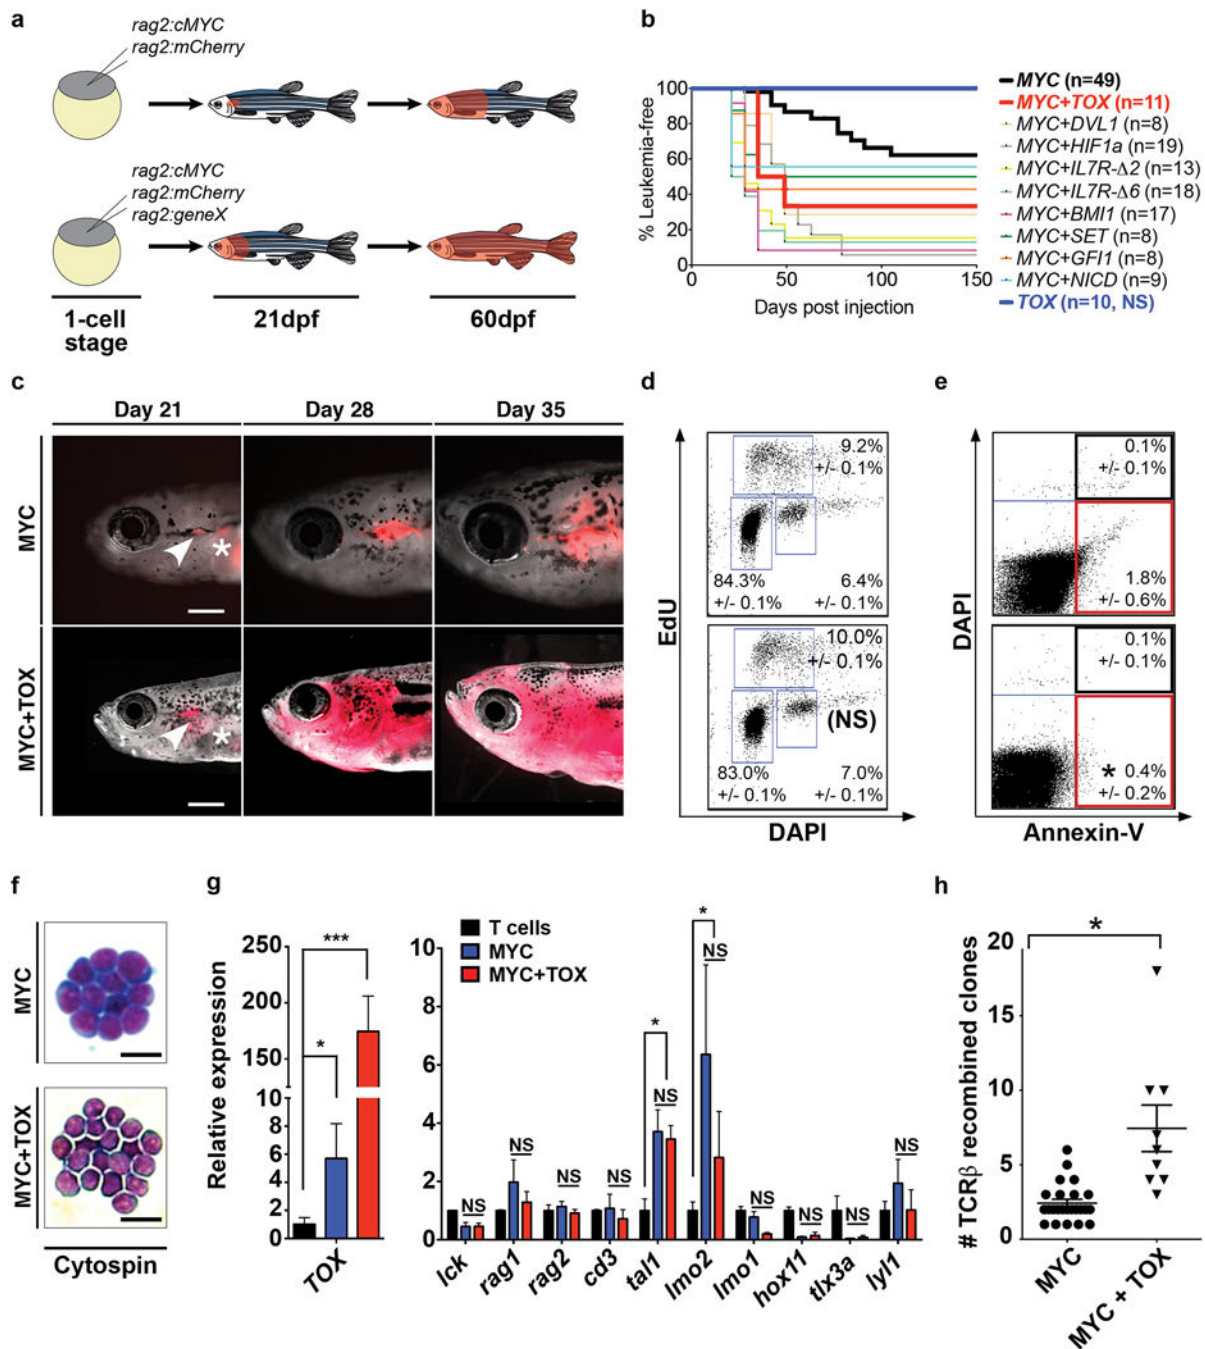 a
rag2:cMYC
rag2:mCherry
rag2:cMYC
rag2:mCherry
rag2:geneX
1-cell
stage
21dpf
60dpf
b
% Leukemia-free
100
80
60
40
20
0
0
50
100
150
Days post injection
MYC (n=49)
MYC+TOX (n=11)
MYC+DVL1 (n=8)
MYC+HIF1a (n=19)
MYC+IL7R-Δ2 (n=13)
MYC+IL7R-Δ6 (n=18)
MYC+BMI1 (n=17)
MYC+SET (n=8)
MYC+GFI1 (n=8)
MYC+NICD (n=9)
TOX (n=10, NS)
c
Day 21
Day 28
Day 35
MYC
*
MYC+TOX
*
d
EdU
9.2%
+/- 0.1%
84.3%
+/- 0.1%
6.4%
+/- 0.1%
10.0%
+/- 0.1%
(NS)
83.0%
+/- 0.1%
7.0%
+/- 0.1%
DAPI
e
DAPI
0.1%
+/- 0.1%
1.8%
+/- 0.6%
0.1%
+/- 0.1%
* 0.4%
+/- 0.2%
Annexin-V
f
MYC
MYC+TOX
Cytospin
g
Relative expression
250
200
150
100
50
10
8
6
4
2
0
***
*
TOX
T cells
MYC
MYC+TOX
10
8
6
4
2
0
NS
NS
NS
NS
*
NS
*
NS
NS
NS
NS
NS
lck
rag1
rag2
cd3
tal1
lmo2
lmo1
hox11
tlx3a
lyl1
h
# TCRβ recombined clones
20
15
10
5
0
*
MYC
MYC + TOX